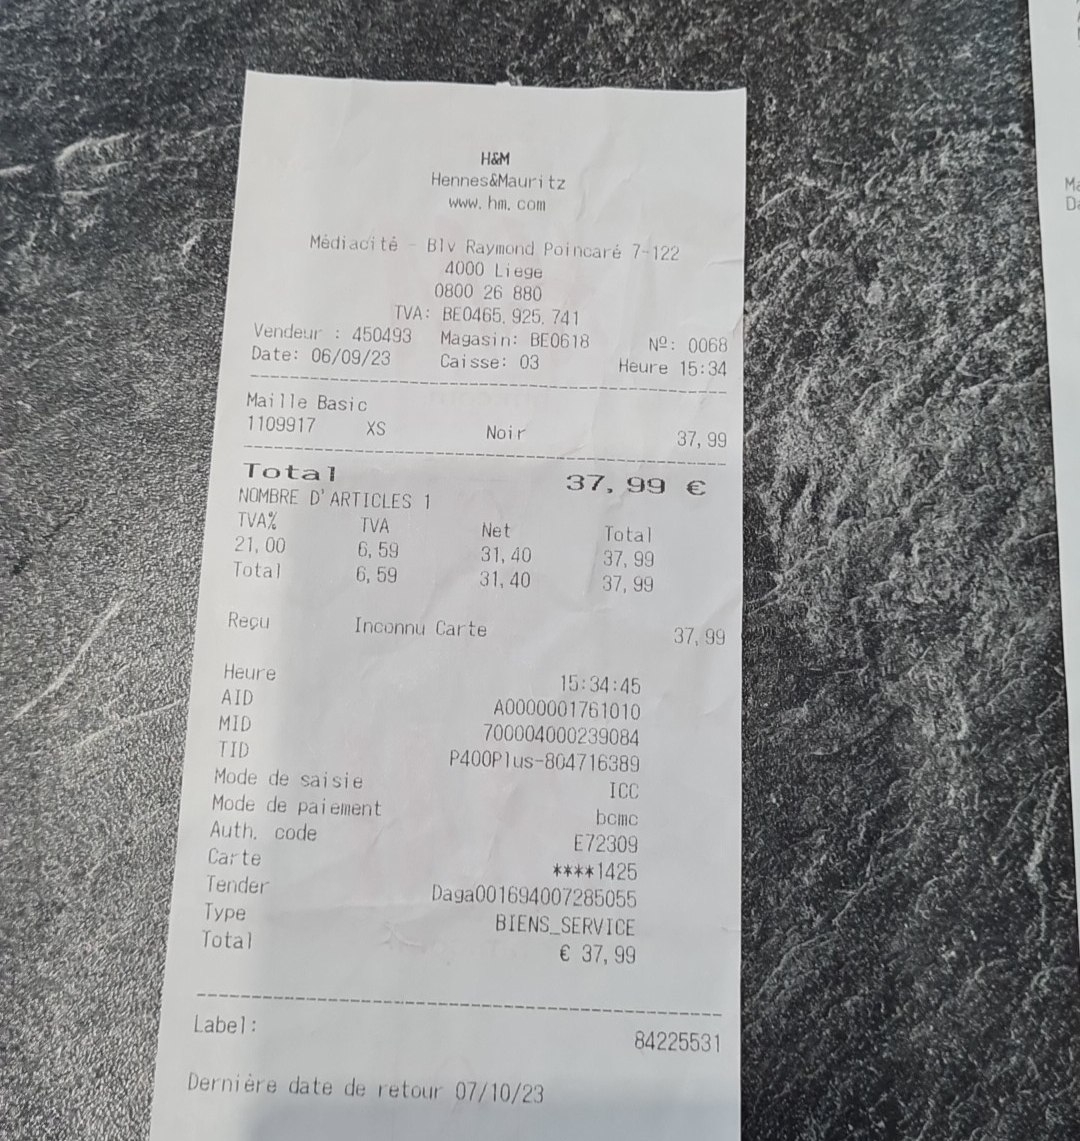 H&M
Hennes&Mauritz
www.hm.com
Médiacité - Blv Raymond Poincaré 7-122
4000 Liege
0800 26 880
TVA: BE0465.925.741
Vendeur : 450493 Magasin: BE0618 Nº: 0068
Date: 06/09/23 Caisse: 03 Heure 15:34
Maille Basic
1109917 XS Noir 37,99
Total 37,99 €
NOMBRE D'ARTICLES 1
TVA% TVA Net Total
21,00 6,59 31,40 37,99
Total 6,59 31,40 37,99
Reçu Inconnu Carte 37,99
Heure 15:34:45
AID A0000001761010
MID 700004000239084
TID P400Plus-804716389
Mode de saisie ICC
Mode de paiement bcmc
Auth. code E72309
Carte ****1425
Tender Daga001694007285055
Type BIENS_SERVICE
Total € 37,99
Label: 84225531
Dernière date de retour 07/10/23